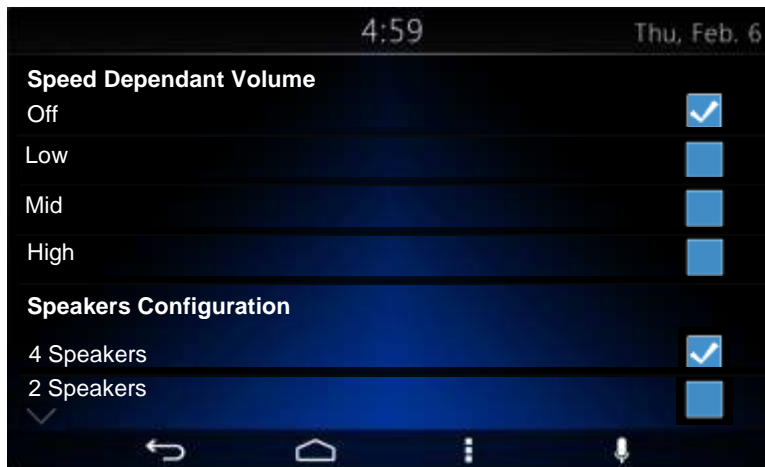 4:59
Thu, Feb. 6
Speed Dependant Volume
Off
Low
Mid
High
Speakers Configuration
4 Speakers
2 Speakers